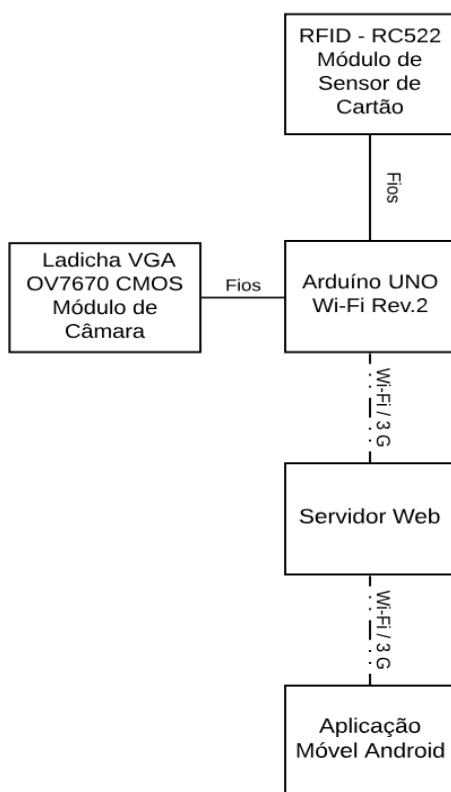 RFID - RC522
Módulo de
Sensor de
Cartão
Fios
Ladicha VGA
OV7670 CMOS
Módulo de
Câmara
Fios
Arduíno UNO
Wi-Fi Rev.2
Wi-Fi / 3 G
Servidor Web
Wi-Fi / 3 G
Aplicação
Móvel Android